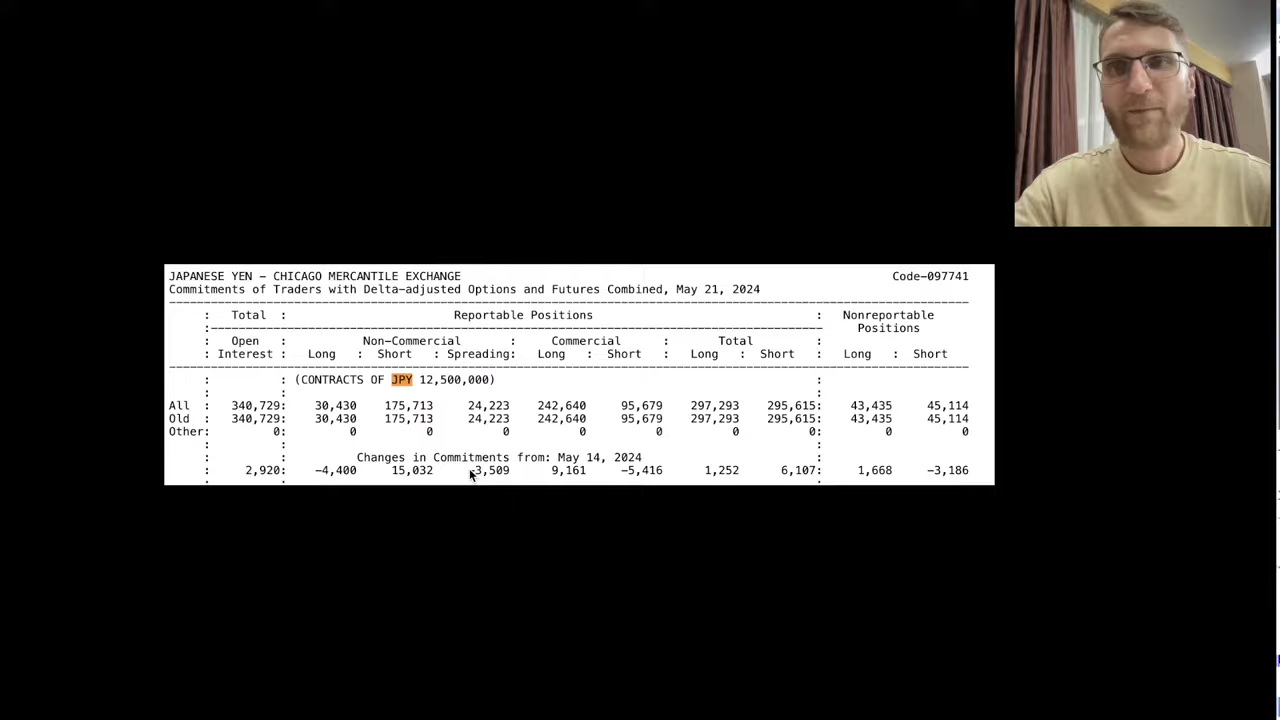 JAPANESE YEN – CHICAGO MERCANTILE EXCHANGE Code–097741
Commitments of Traders with Delta-adjusted Options and Futures Combined, May 21, 2024
: Total : Reportable Positions : Nonreportable
: Positions
: Open : Non-Commercial : Commercial : Total :
: Interest : Long : Short : Spreading: Long : Short : Long : Short : Long : Short
: : (CONTRACTS OF JPY 12,500,000) :
: : :
All : 340,729: 30,430 175,713 24,223 242,640 95,679 297,293 295,615: 43,435 45,114
Old : 340,729: 30,430 175,713 24,223 242,640 95,679 297,293 295,615: 43,435 45,114
Other: 0: 0 0 0 0 0 0 0: 0 0
: : :
: : Changes in Commitments from: May 14, 2024 :
: 2,920: –4,400 15,032 3,509 9,161 –5,416 1,252 6,107: 1,668 –3,186